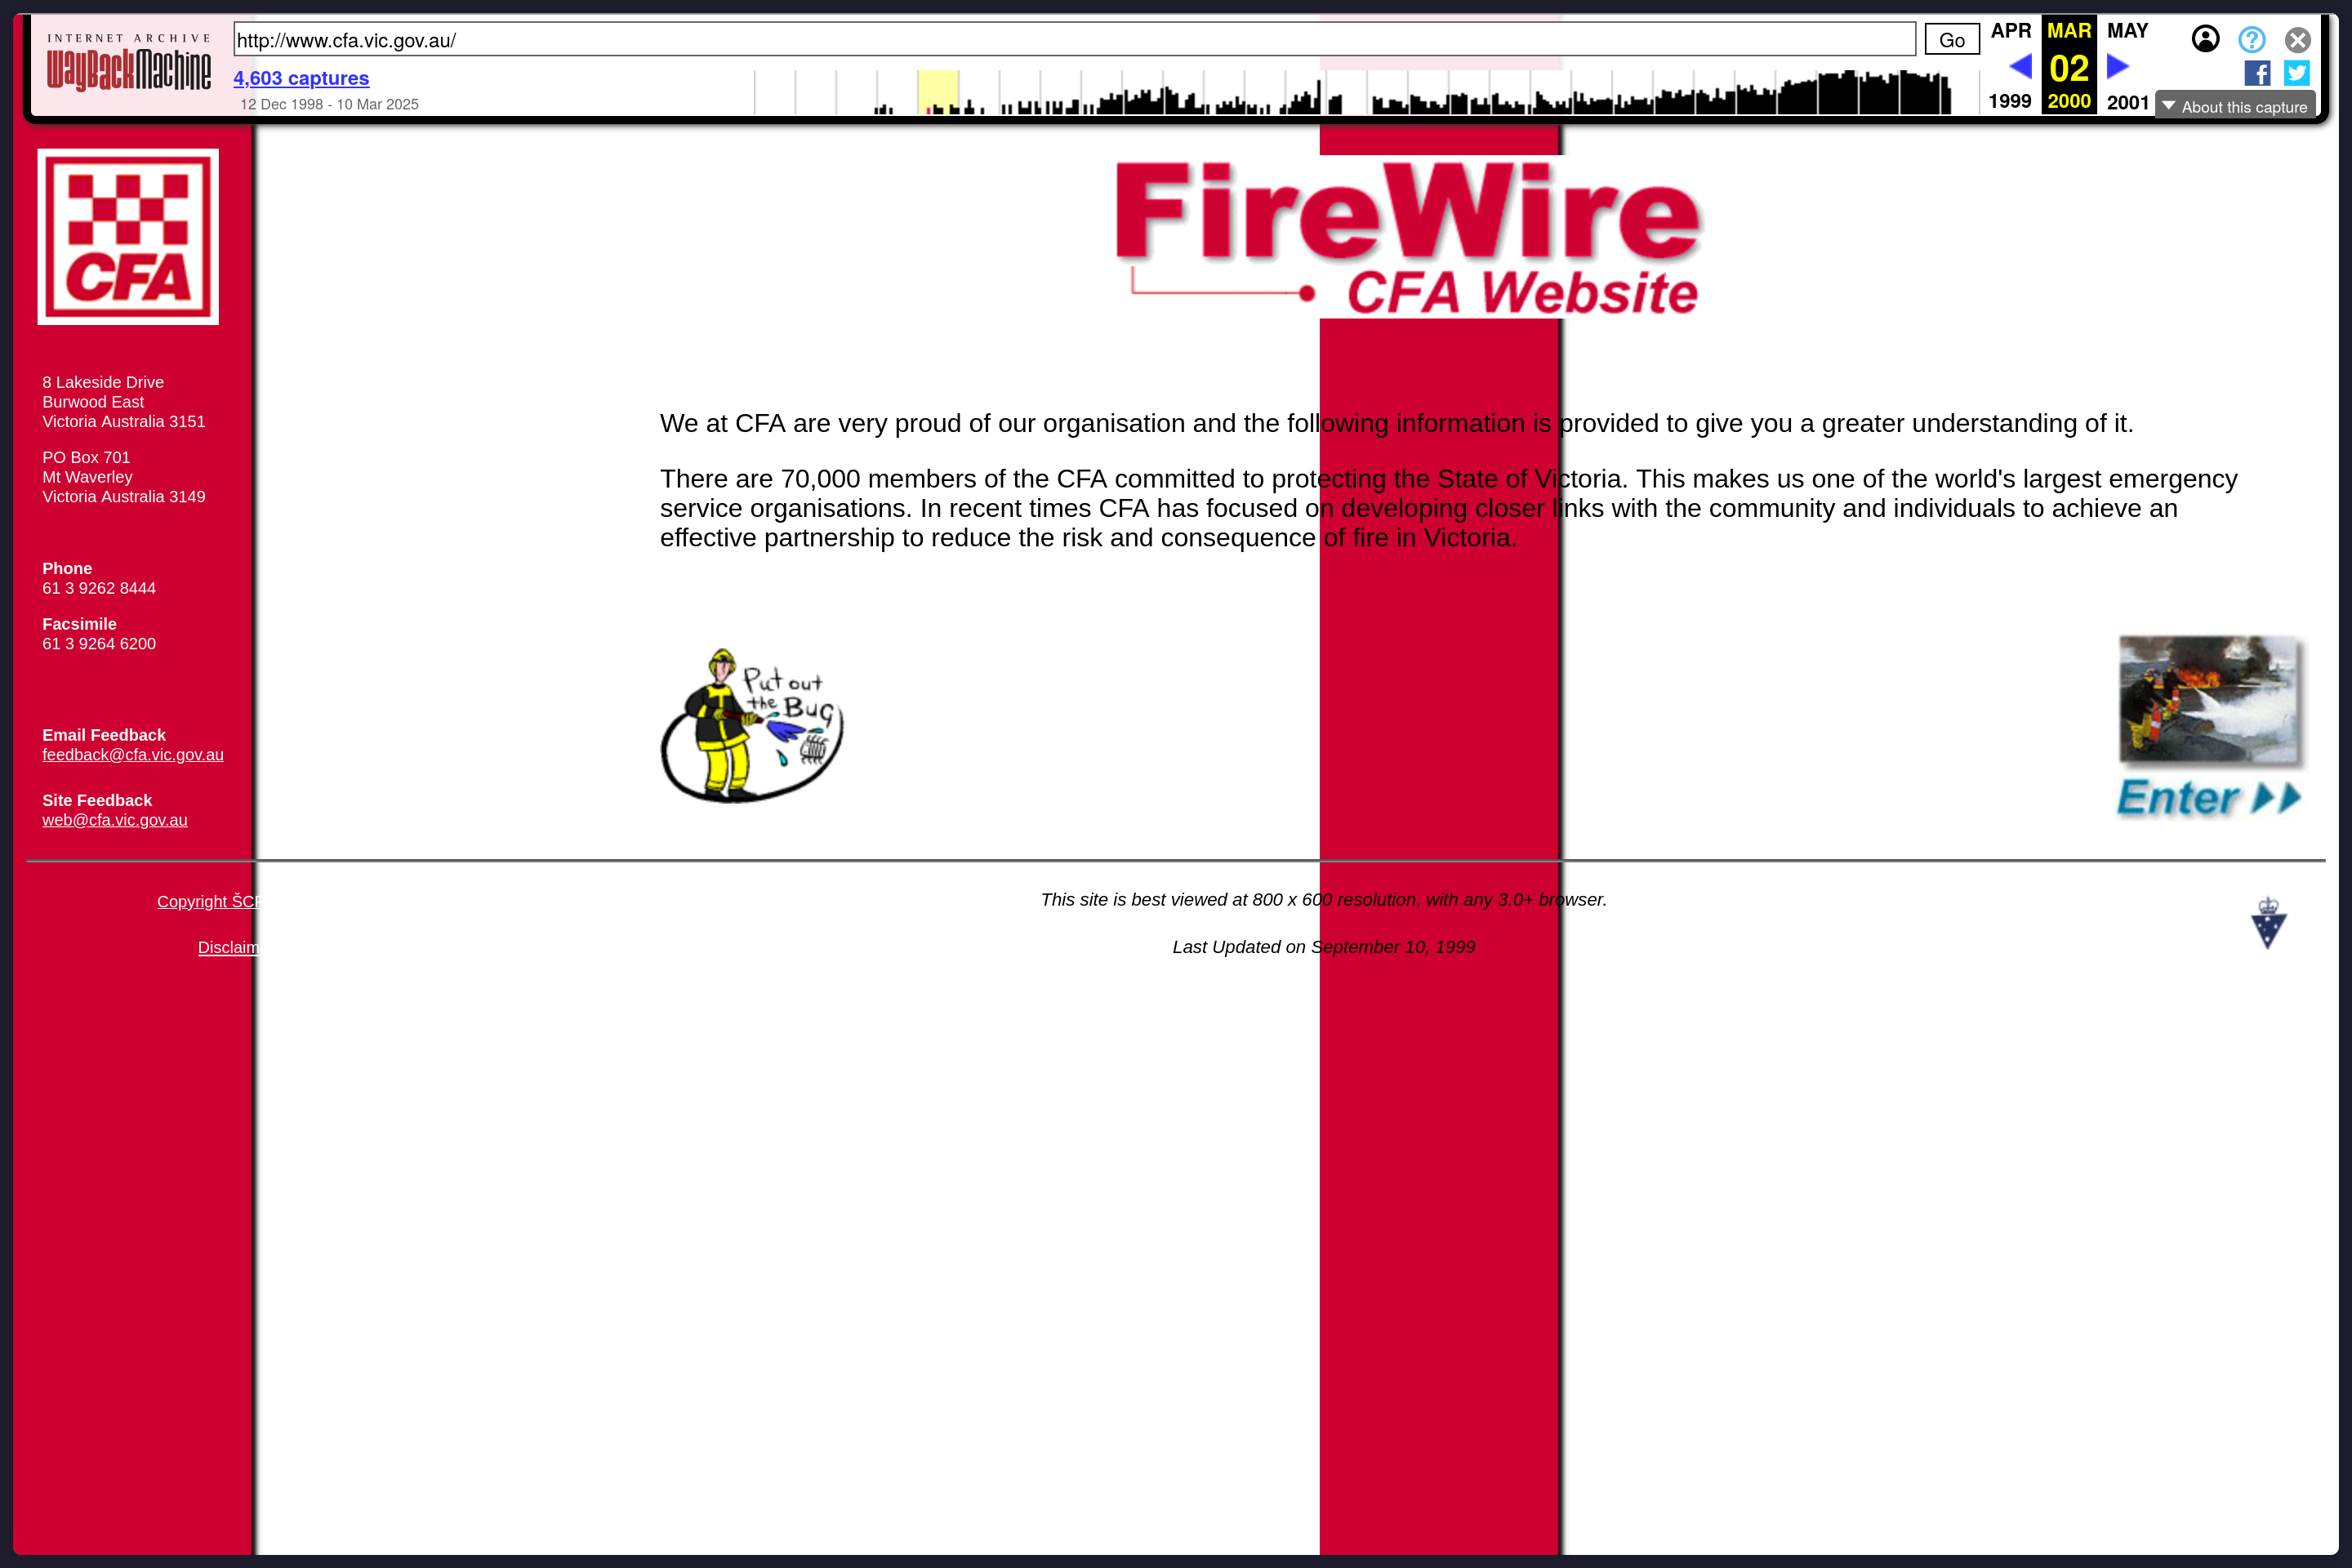 INTERNET ARCHIVE
WayBackMachine
http://www.cfa.vic.gov.au/
Go
APR
MAR
MAY
02
4,603 captures
12 Dec 1998 - 10 Mar 2025
1999
2000
2001
f
About this capture
CFA
FireWire
CFA Website
8 Lakeside Drive
Burwood East
Victoria Australia 3151
PO Box 701
Mt Waverley
Victoria Australia 3149
Phone
61 3 9262 8444
Facsimile
61 3 9264 6200
Email Feedback
feedback@cfa.vic.gov.au
Site Feedback
web@cfa.vic.gov.au
We at CFA are very proud of our organisation and the following information is provided to give you a greater understanding of it.
There are 70,000 members of the CFA committed to protecting the State of Victoria. This makes us one of the world's largest emergency
service organisations. In recent times CFA has focused on developing closer links with the community and individuals to achieve an
effective partnership to reduce the risk and consequence of fire in Victoria.
Put out
the Bug
Enter
Copyright ŠCF
Disclaim
This site is best viewed at 800 x 600 resolution, with any 3.0+ browser.
Last Updated on September 10, 1999